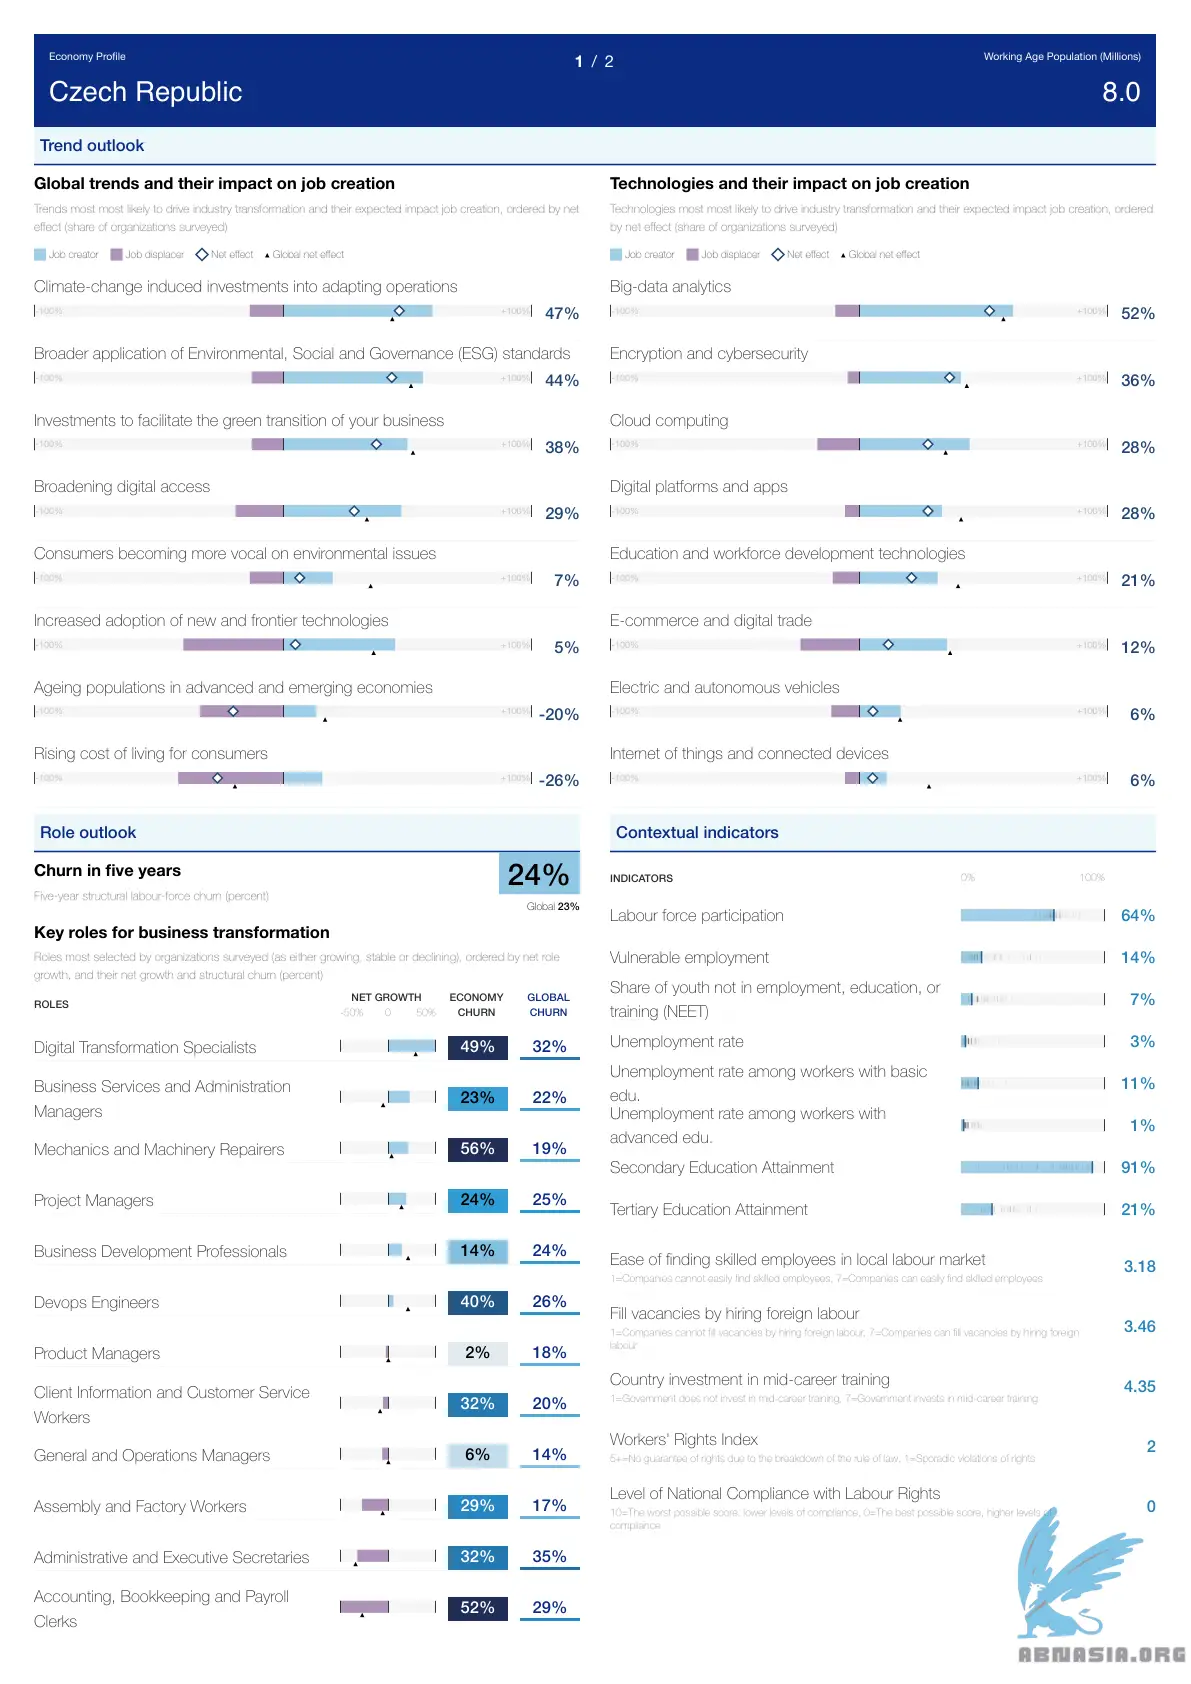 Economy Profile
1 / 2
Working Age Population (Millions)
Czech Republic
8.0
Trend outlook
Global trends and their impact on job creation
Trends most most likely to drive industry transformation and their expected impact job creation, ordered by net
effect (share of organizations surveyed)
Job creator Job displacer Net effect Global net effect
Climate-change induced investments into adapting operations
-100% +100% 47%
Broader application of Environmental, Social and Governance (ESG) standards
-100% +100% 44%
Investments to facilitate the green transition of your business
-100% +100% 38%
Broadening digital access
-100% +100% 29%
Consumers becoming more vocal on environmental issues
-100% +100% 7%
Increased adoption of new and frontier technologies
-100% +100% 5%
Ageing populations in advanced and emerging economies
-100% +100% -20%
Rising cost of living for consumers
-100% +100% -26%
Technologies and their impact on job creation
Technologies most most likely to drive industry transformation and their expected impact job creation, ordered
by net effect (share of organizations surveyed)
Job creator Job displacer Net effect Global net effect
Big-data analytics
-100% +100% 52%
Encryption and cybersecurity
-100% +100% 36%
Cloud computing
-100% +100% 28%
Digital platforms and apps
-100% +100% 28%
Education and workforce development technologies
-100% +100% 21%
E-commerce and digital trade
-100% +100% 12%
Electric and autonomous vehicles
-100% +100% 6%
Internet of things and connected devices
-100% +100% 6%
Role outlook
Churn in five years
24%
Five-year structural labour-force churn (percent)
Global 23%
Key roles for business transformation
Roles most selected by organizations surveyed (as either growing, stable or declining), ordered by net role
growth, and their net growth and structural churn (percent)
ROLES NET GROWTH ECONOMY CHURN GLOBAL CHURN
-50% 0 50%
Digital Transformation Specialists 49% 32%
Business Services and Administration
Managers 23% 22%
Mechanics and Machinery Repairers 56% 19%
Project Managers 24% 25%
Business Development Professionals 14% 24%
Devops Engineers 40% 26%
Product Managers 2% 18%
Client Information and Customer Service
Workers 32% 20%
General and Operations Managers 6% 14%
Assembly and Factory Workers 29% 17%
Administrative and Executive Secretaries 32% 35%
Accounting, Bookkeeping and Payroll
Clerks 52% 29%
Contextual indicators
INDICATORS 0% 100%
Labour force participation 64%
Vulnerable employment 14%
Share of youth not in employment, education, or
training (NEET) 7%
Unemployment rate 3%
Unemployment rate among workers with basic
edu. 11%
Unemployment rate among workers with
advanced edu. 1%
Secondary Education Attainment 91%
Tertiary Education Attainment 21%
Ease of finding skilled employees in local labour market 3.18
1=Companies cannot easily find skilled employees, 7=Companies can easily find skilled employees
Fill vacancies by hiring foreign labour 3.46
1=Companies cannot fill vacancies by hiring foreign labour, 7=Companies can fill vacancies by hiring foreign
labour
Country investment in mid-career training 4.35
1=Government does not invest in mid-career training, 7=Government invests in mid-career training
Workers' Rights Index 2
5+=No guarantee of rights due to the breakdown of the rule of law, 1=Sporadic violations of rights
Level of National Compliance with Labour Rights 0
10=The worst possible score, lower levels of compliance, 0=The best possible score, higher levels of
compliance
ABNASIA.ORG